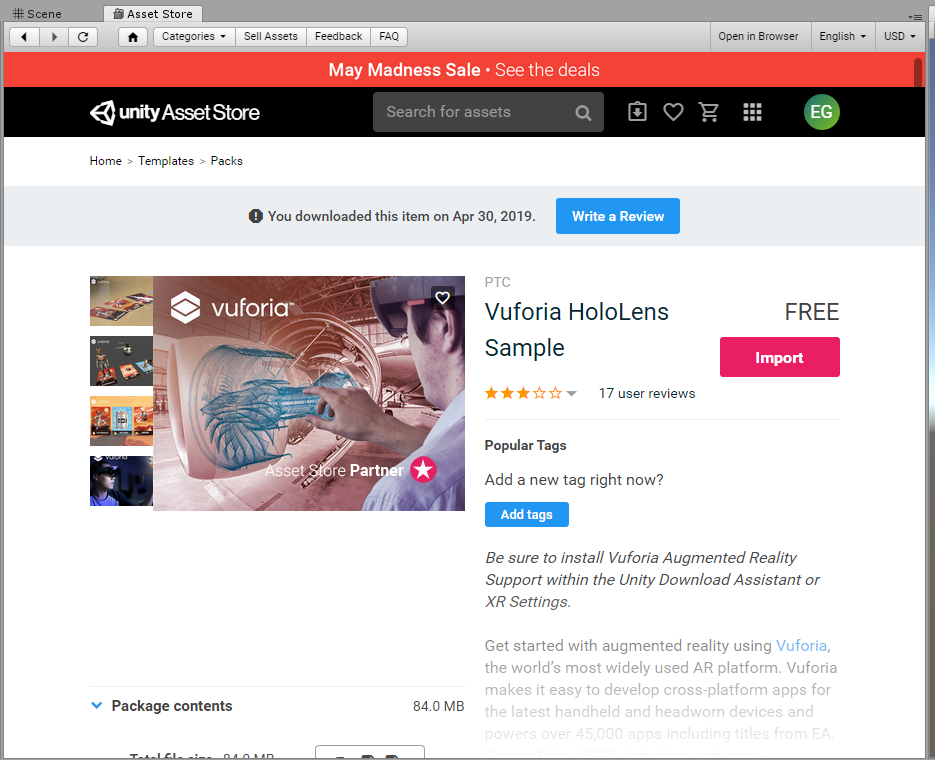 Scene
Asset Store
Categories
Sell Assets
Feedback
FAQ
Open in Browser
English
USD
May Madness Sale • See the deals
unity Asset Store
Search for assets
EG
Home > Templates > Packs
You downloaded this item on Apr 30, 2019.
Write a Review
vuforia™
Asset Store Partner
PTC
Vuforia HoloLens
Sample
FREE
Import
17 user reviews
Popular Tags
Add a new tag right now?
Add tags
Be sure to install Vuforia Augmented Reality
Support within the Unity Download Assistant or
XR Settings.
Get started with augmented reality using Vuforia,
the world's most widely used AR platform. Vuforia
makes it easy to develop cross-platform apps for
the latest handheld and headworn devices and
powers over 45,000 apps including titles from EA,
Package contents
84.0 MB
Total file size 84.0 MB